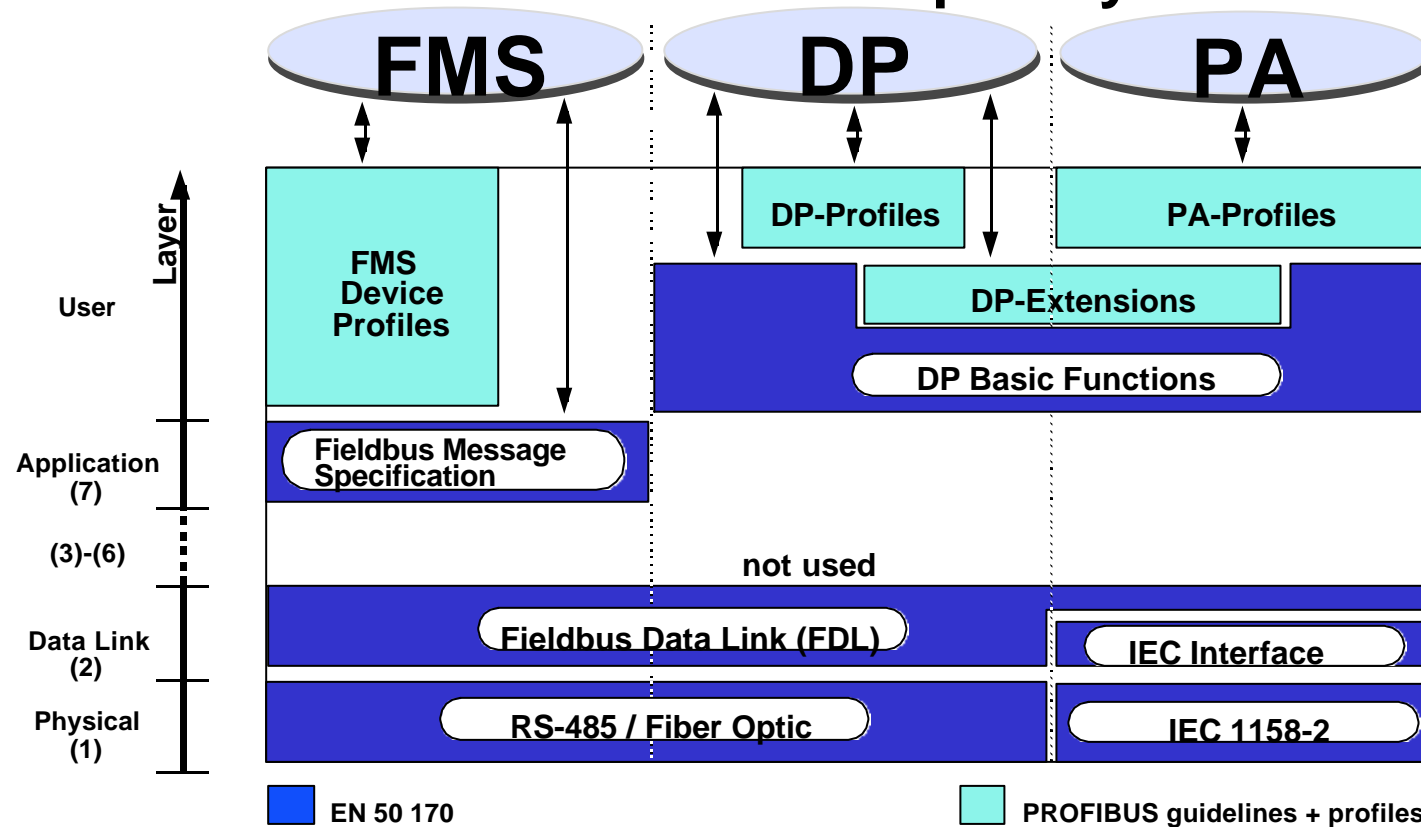 FMS
DP
PA
Layer
DP-Profiles
PA-Profiles
FMS
Device
Profiles
User
DP-Extensions
DP Basic Functions
Application
(7)
Fieldbus Message
Specification
(3)-(6)
not used
Data Link
(2)
Fieldbus Data Link (FDL)
IEC Interface
Physical
(1)
RS-485 / Fiber Optic
IEC 1158-2
EN 50 170
PROFIBUS guidelines + profiles